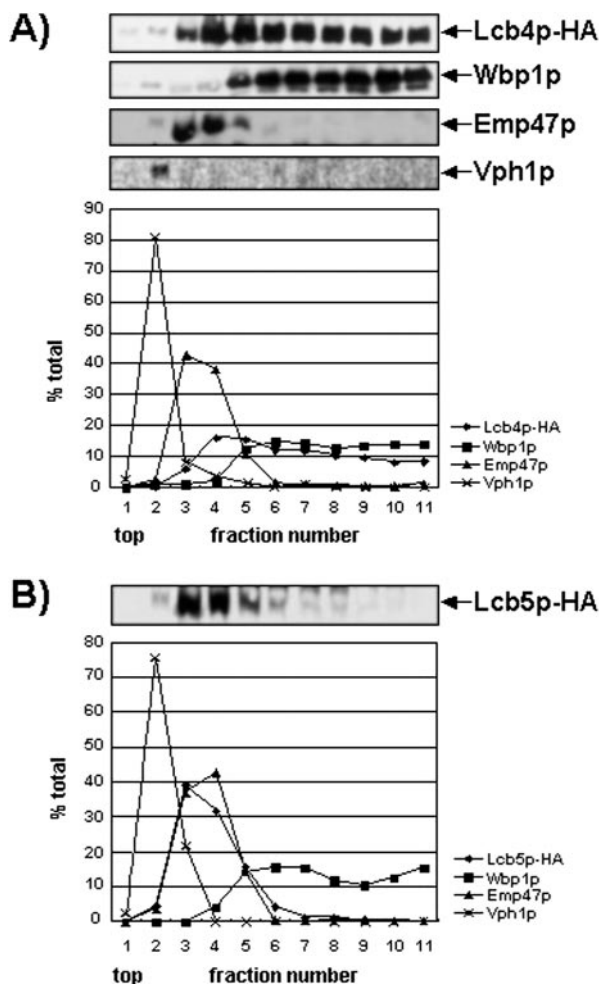 A)
Lcb4p-HA
Wbp1p
Emp47p
Vph1p
90
80
70
60
50
40
30
20
10
0
% total
1 2 3 4 5 6 7 8 9 10 11
top fraction number
Lcb4p-HA
Wbp1p
Emp47p
Vph1p
B)
Lcb5p-HA
80
70
60
50
40
30
20
10
0
% total
1 2 3 4 5 6 7 8 9 10 11
top fraction number
Lcb5p-HA
Wbp1p
Emp47p
Vph1p